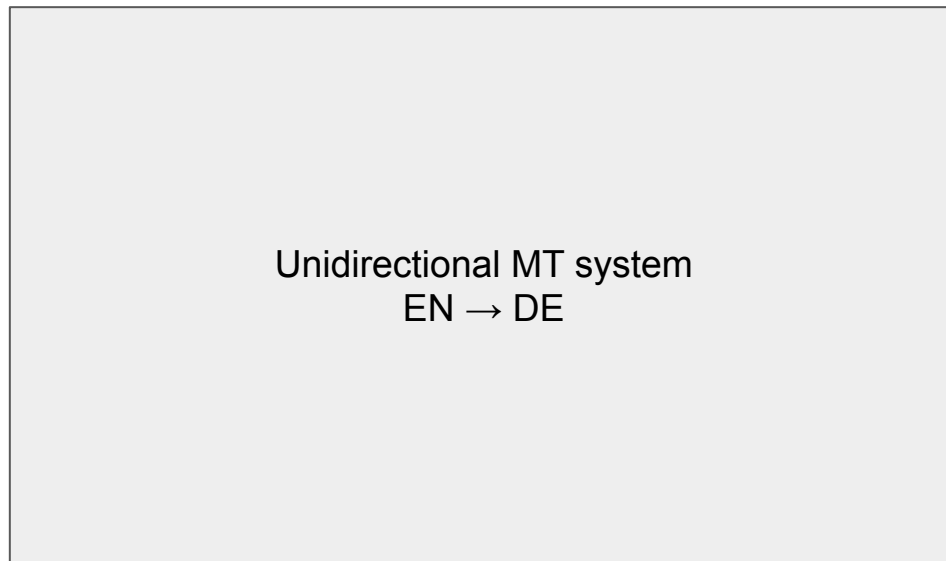 Unidirectional MT system
EN → DE